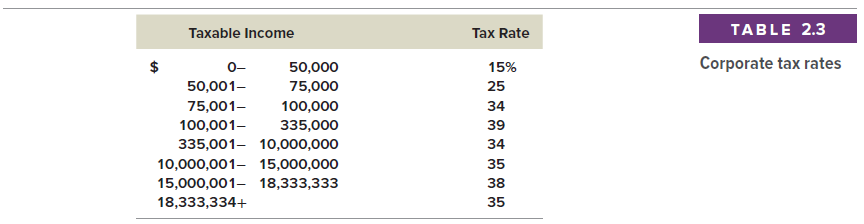 Taxable Income Tax Rate
$ 0– 50,000 15%
50,001– 75,000 25
75,001– 100,000 34
100,001– 335,000 39
335,001– 10,000,000 34
10,000,001– 15,000,000 35
15,000,001– 18,333,333 38
18,333,334+ 35
TABLE 2.3
Corporate tax rates